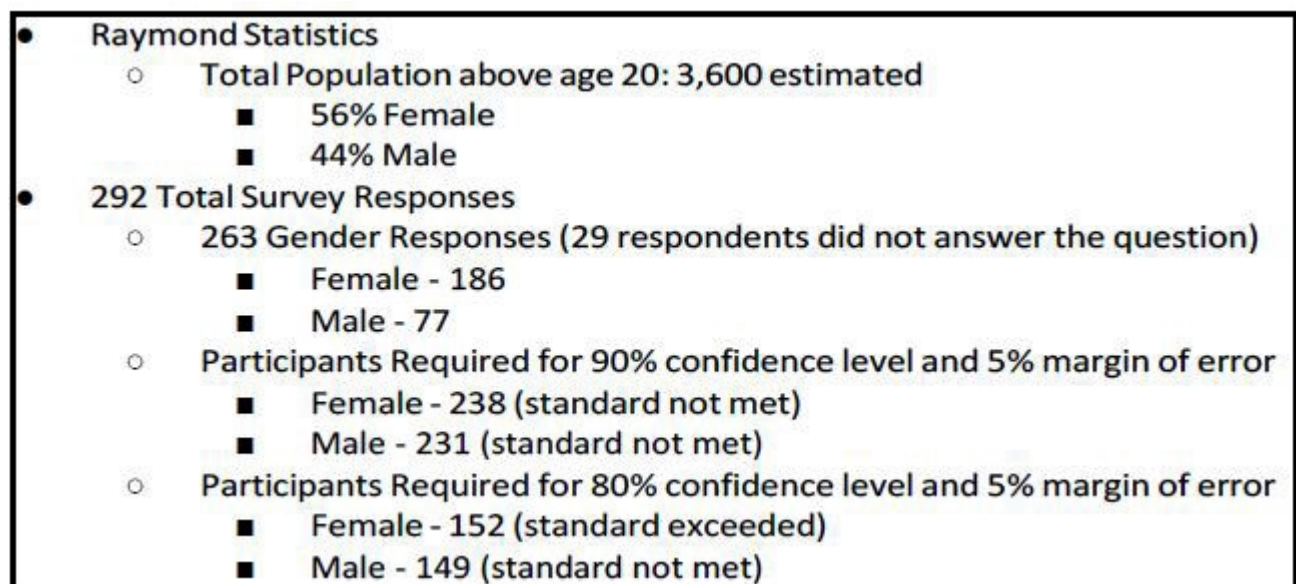 ● Raymond Statistics
○ Total Population above age 20: 3,600 estimated
■ 56% Female
■ 44% Male
● 292 Total Survey Responses
○ 263 Gender Responses (29 respondents did not answer the question)
■ Female - 186
■ Male - 77
○ Participants Required for 90% confidence level and 5% margin of error
■ Female - 238 (standard not met)
■ Male - 231 (standard not met)
○ Participants Required for 80% confidence level and 5% margin of error
■ Female - 152 (standard exceeded)
■ Male - 149 (standard not met)